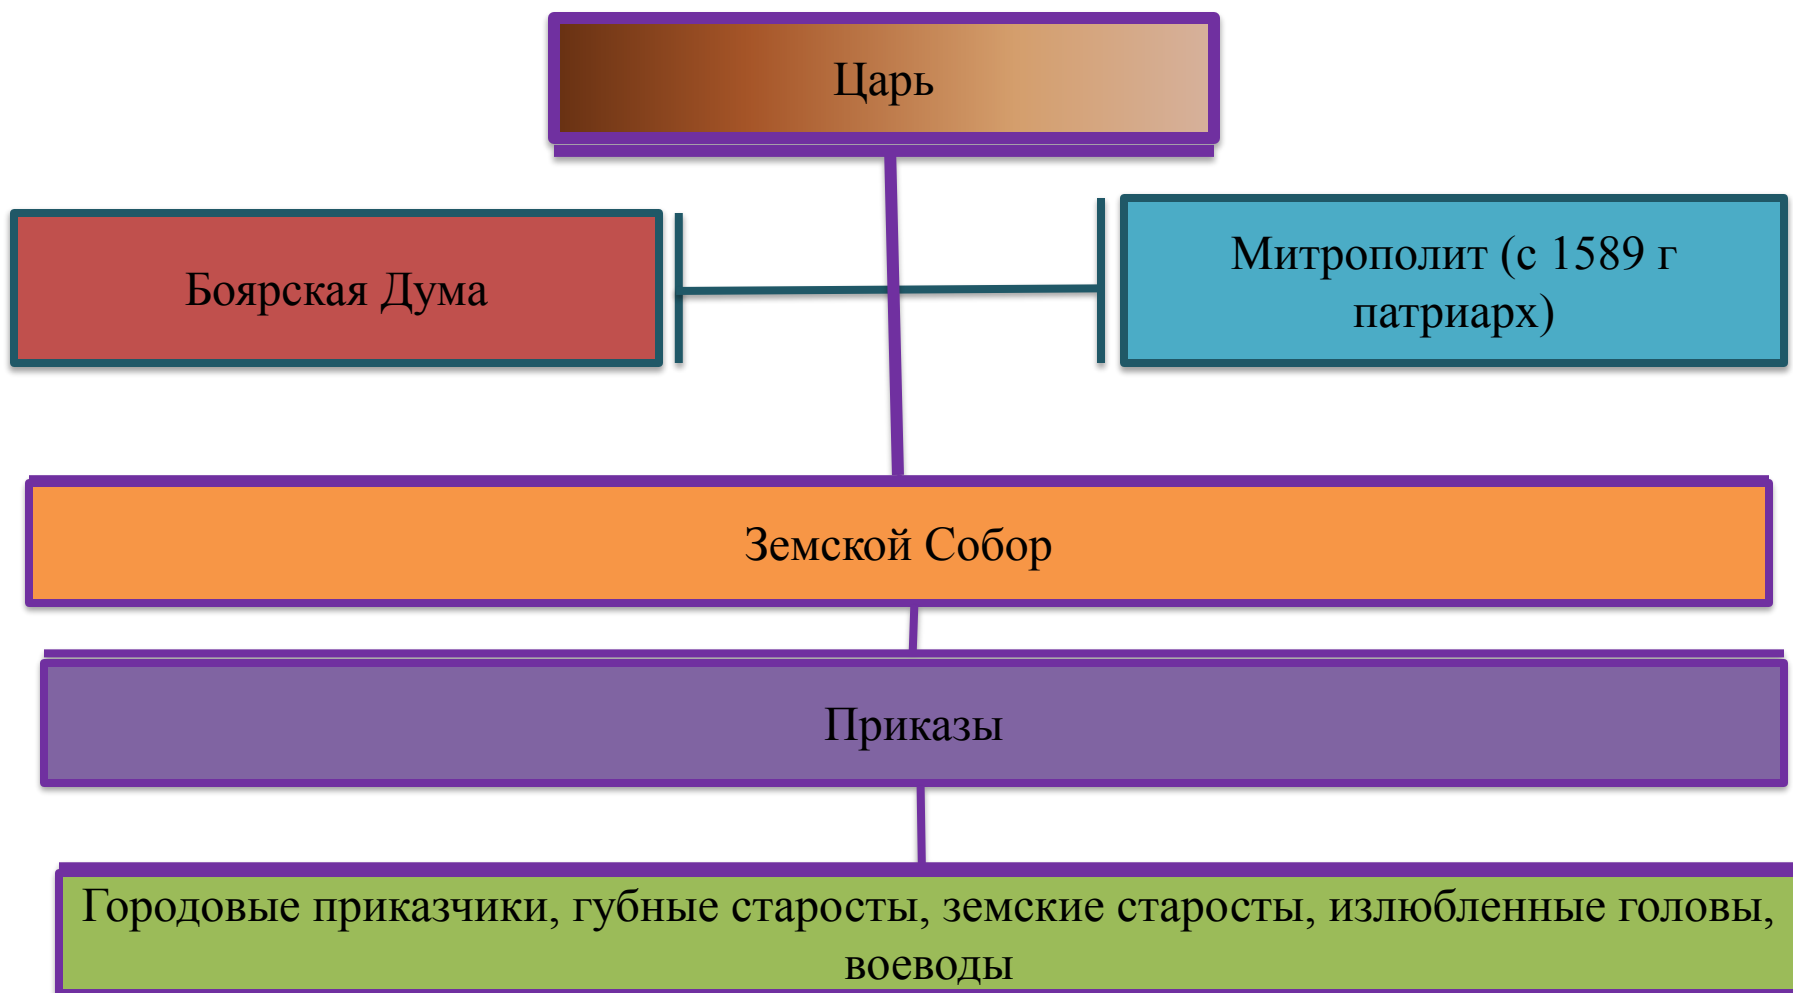 Царь
Боярская Дума
Митрополит (с 1589 г
патриарх)
Земской Собор
Приказы
Городовые приказчики, губные старосты, земские старосты, излюбленные головы,
воеводы